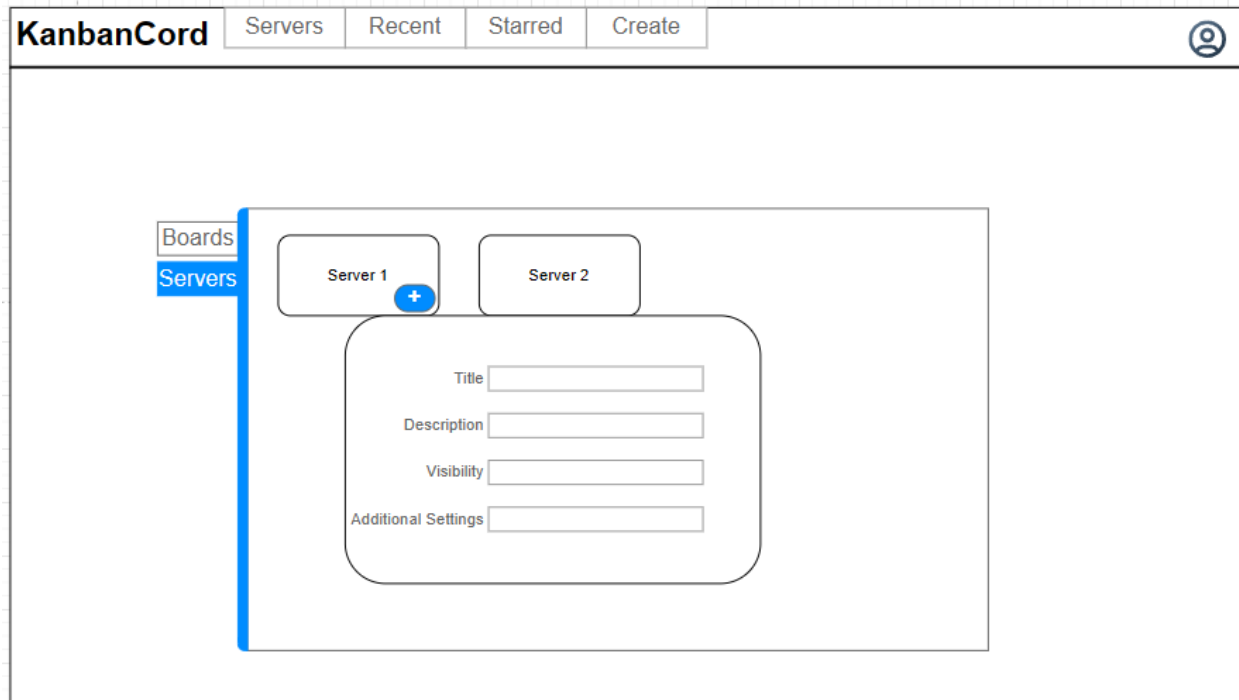 KanbanCord
Servers
Recent
Starred
Create
Boards
Servers
Server 1
+
Server 2
Title
Description
Visibility
Additional Settings